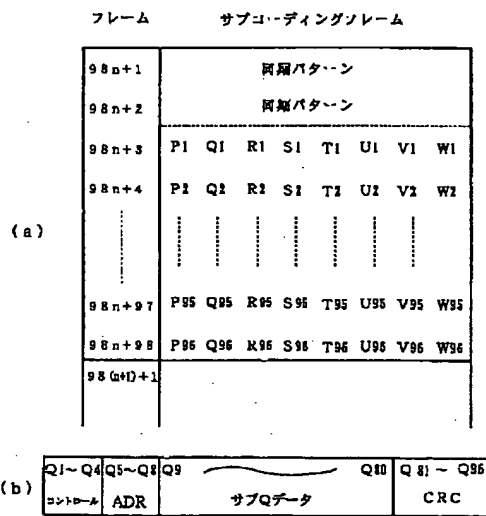 フレーム サブコーディングフレーム
98n+1 同期パターン
98n+2 同期パターン
98n+3 P1 Q1 R1 S1 T1 U1 V1 W1
98n+4 P2 Q2 R2 S2 T2 U2 V2 W2
(a)
98n+97 P95 Q95 R95 S95 T95 U95 V95 W95
98n+98 P96 Q96 R96 S96 T96 U96 V96 W96
98(n+1)+1
(b) Q1~Q4 Q5~Q8 Q9 Q80 Q81~Q96
コントロール ADR サブQデータ CRC